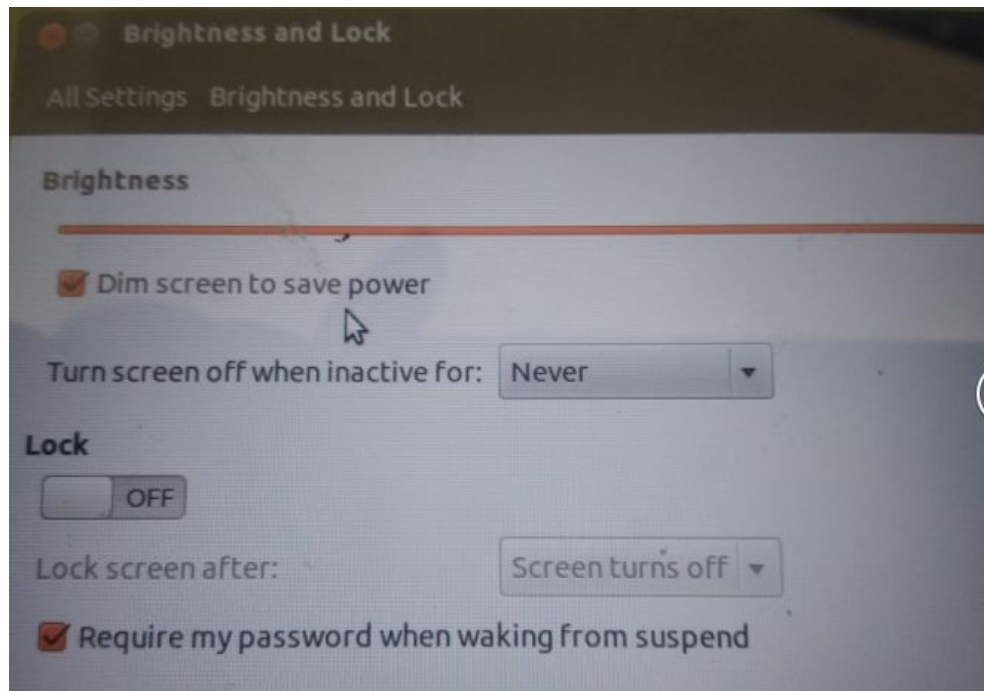 Brightness and Lock
All Settings Brightness and Lock
Brightness
Dim screen to save power
Turn screen off when inactive for: Never
Lock
OFF
Lock screen after: Screen turns off
Require my password when waking from suspend